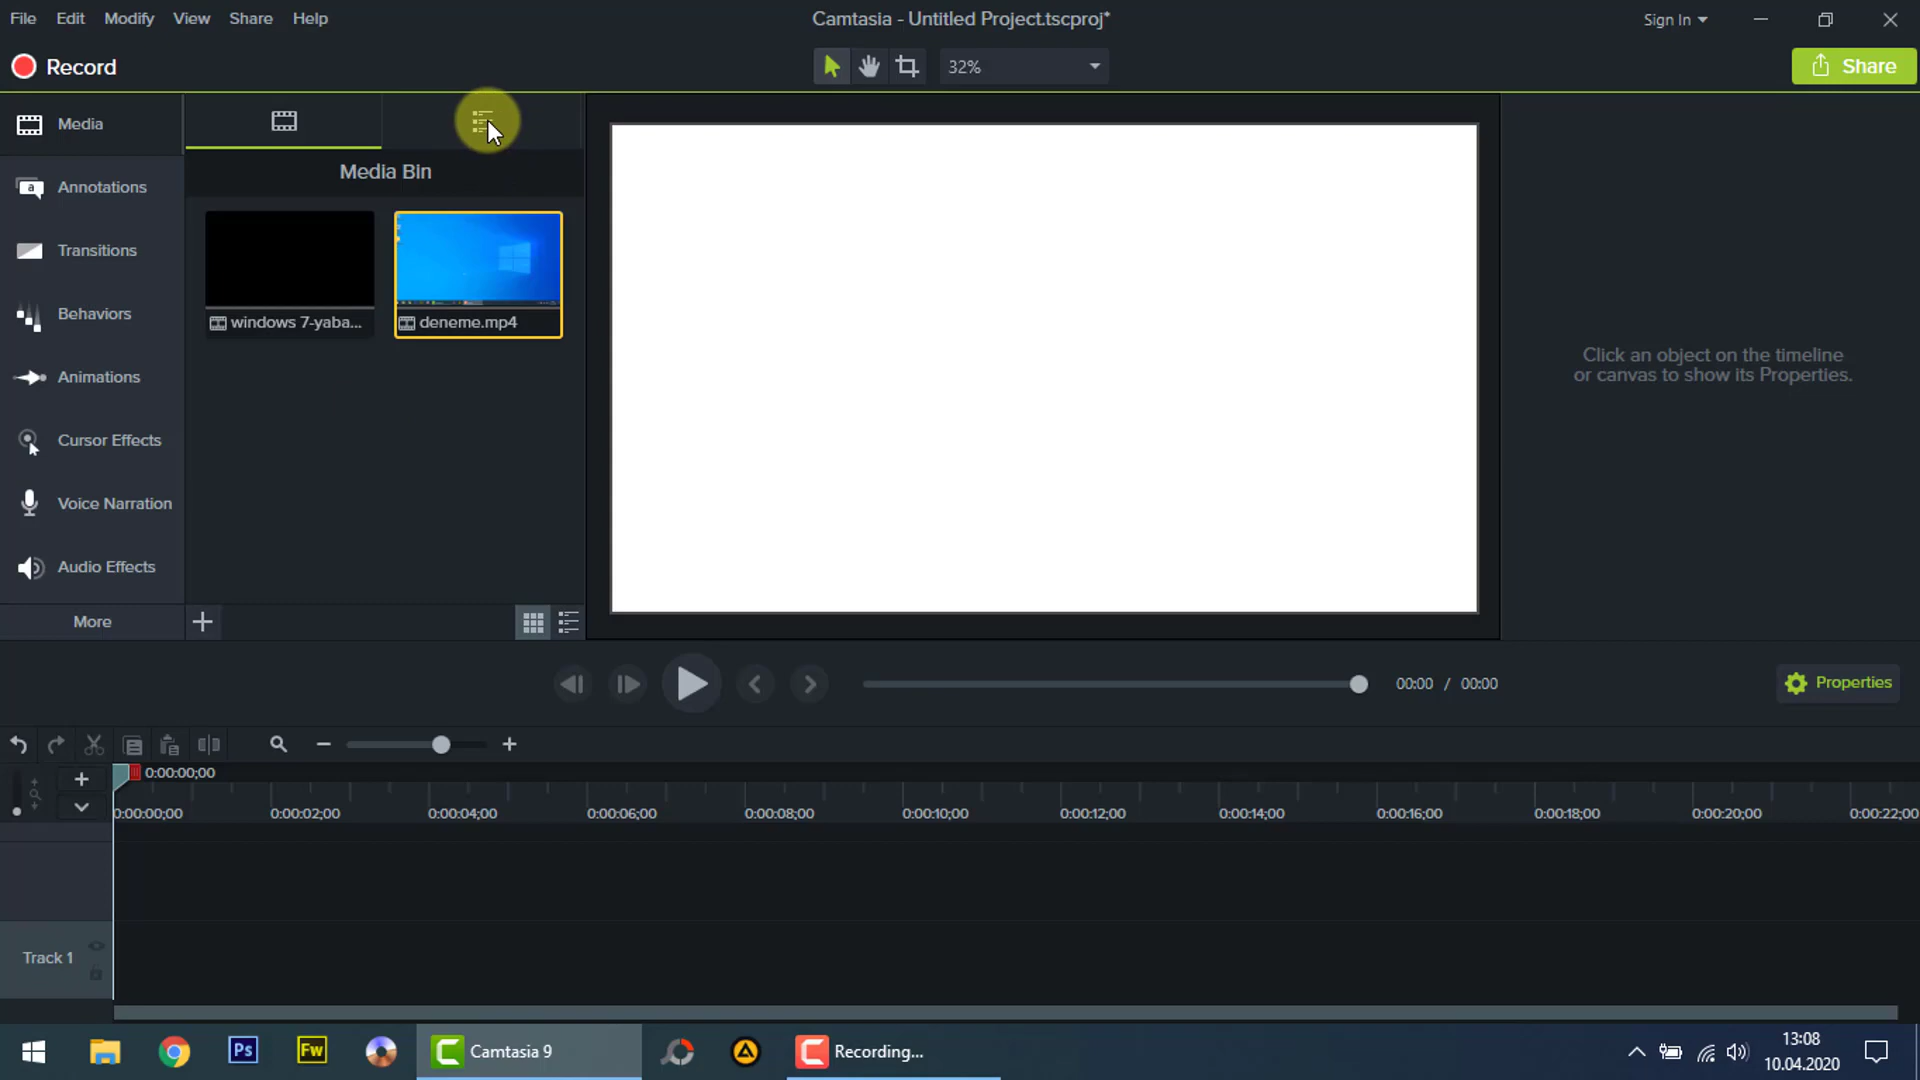 File Edit Modify View Share Help
Camtasia - Untitled Project.tscproj*
Sign In
Record
32%
Share
Media
Annotations
Transitions
Behaviors
Animations
Cursor Effects
Voice Narration
Audio Effects
More
Media Bin
windows 7-yaba...
deneme.mp4
Click an object on the timeline
or canvas to show its Properties.
00:00 / 00:00
Properties
0:00:00;00
0:00:00;00 0:00:02;00 0:00:04;00 0:00:06;00 0:00:08;00 0:00:10;00 0:00:12;00 0:00:14;00 0:00:16;00 0:00:18;00 0:00:20;00 0:00:22;00
Track 1
Ps
Fw
Camtasia 9
Recording...
13:08
10.04.2020